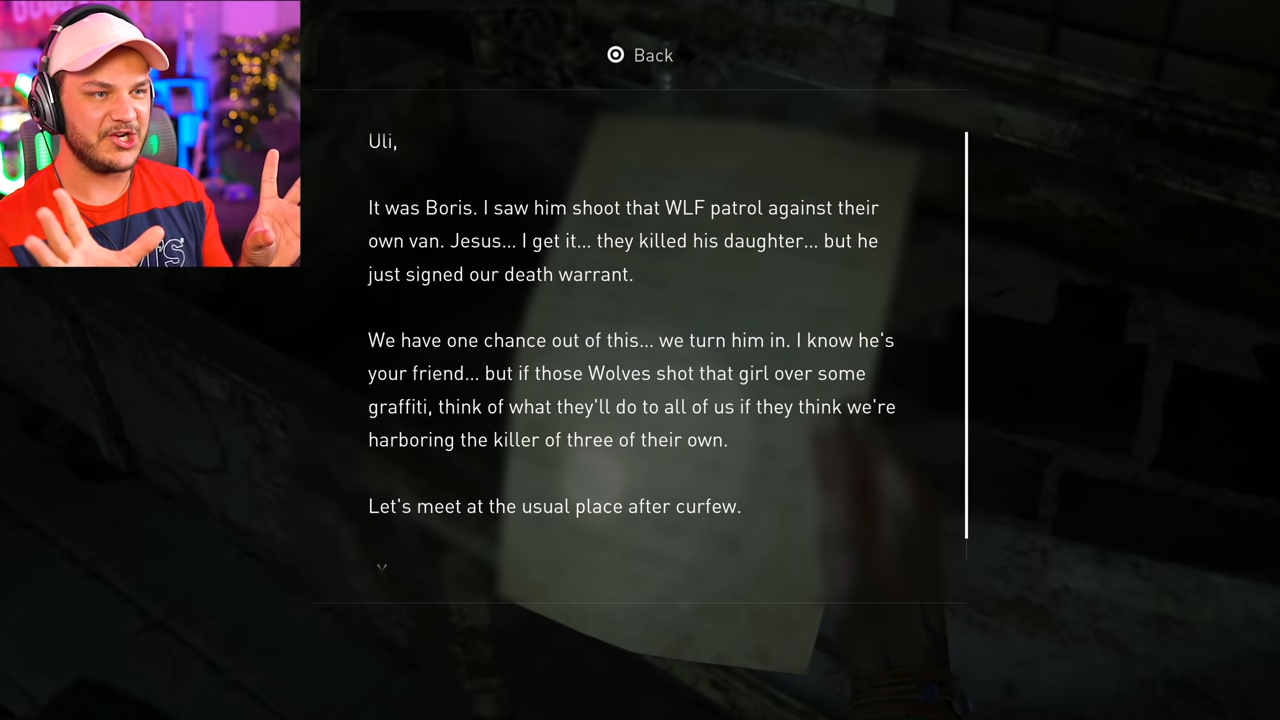 Back
Uli,
It was Boris. I saw him shoot that WLF patrol against their
own van. Jesus... I get it... they killed his daughter... but he
just signed our death warrant.
We have one chance out of this... we turn him in. I know he's
your friend... but if those Wolves shot that girl over some
graffiti, think of what they'll do to all of us if they think we're
harboring the killer of three of their own.
Let's meet at the usual place after curfew.